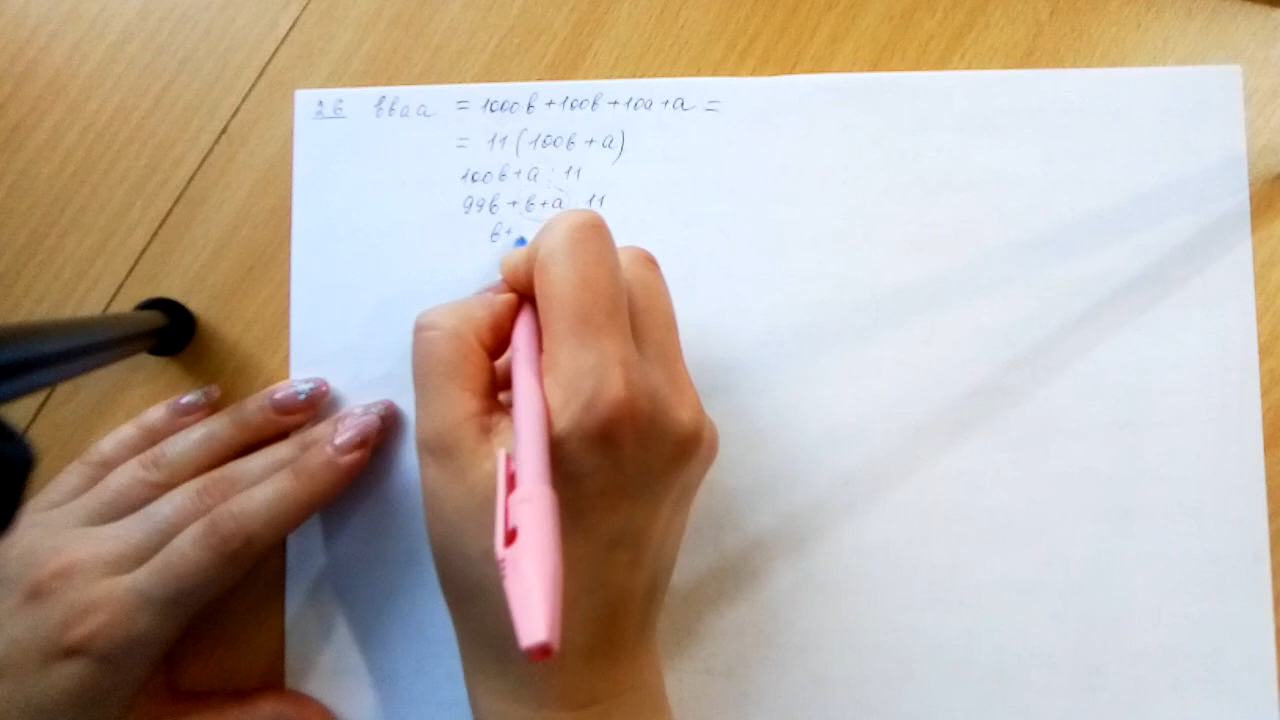 26 bbaa = 1000b + 100b + 10a + a =
= 11(100b + a)
100b + a ⋮ 11
99b + b + a ⋮ 11
b +